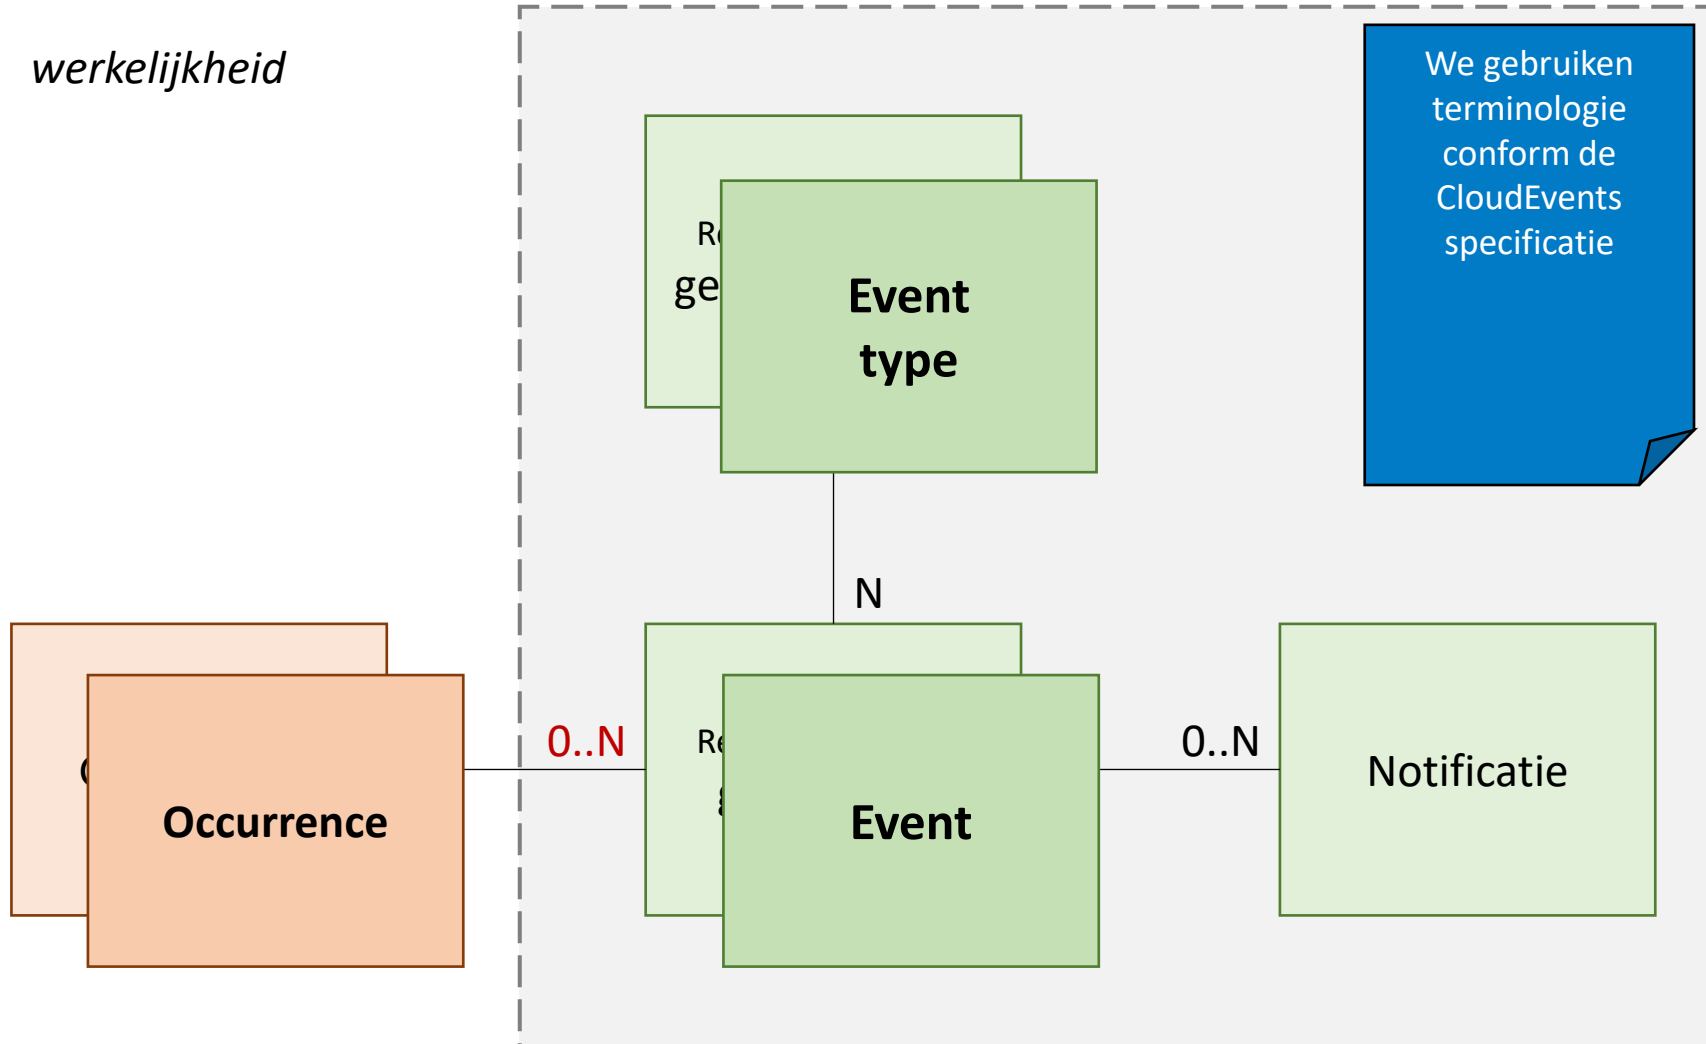 werkelijkheid
We gebruiken
terminologie
conform de
CloudEvents
specificatie
Event
type
N
0..N
0..N
Occurrence
Event
Notificatie